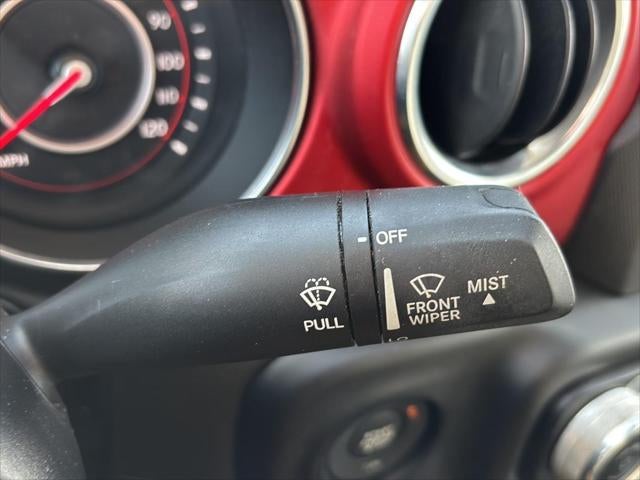 90
100
110
120
MPH
OFF
PULL
FRONT
WIPER
MIST